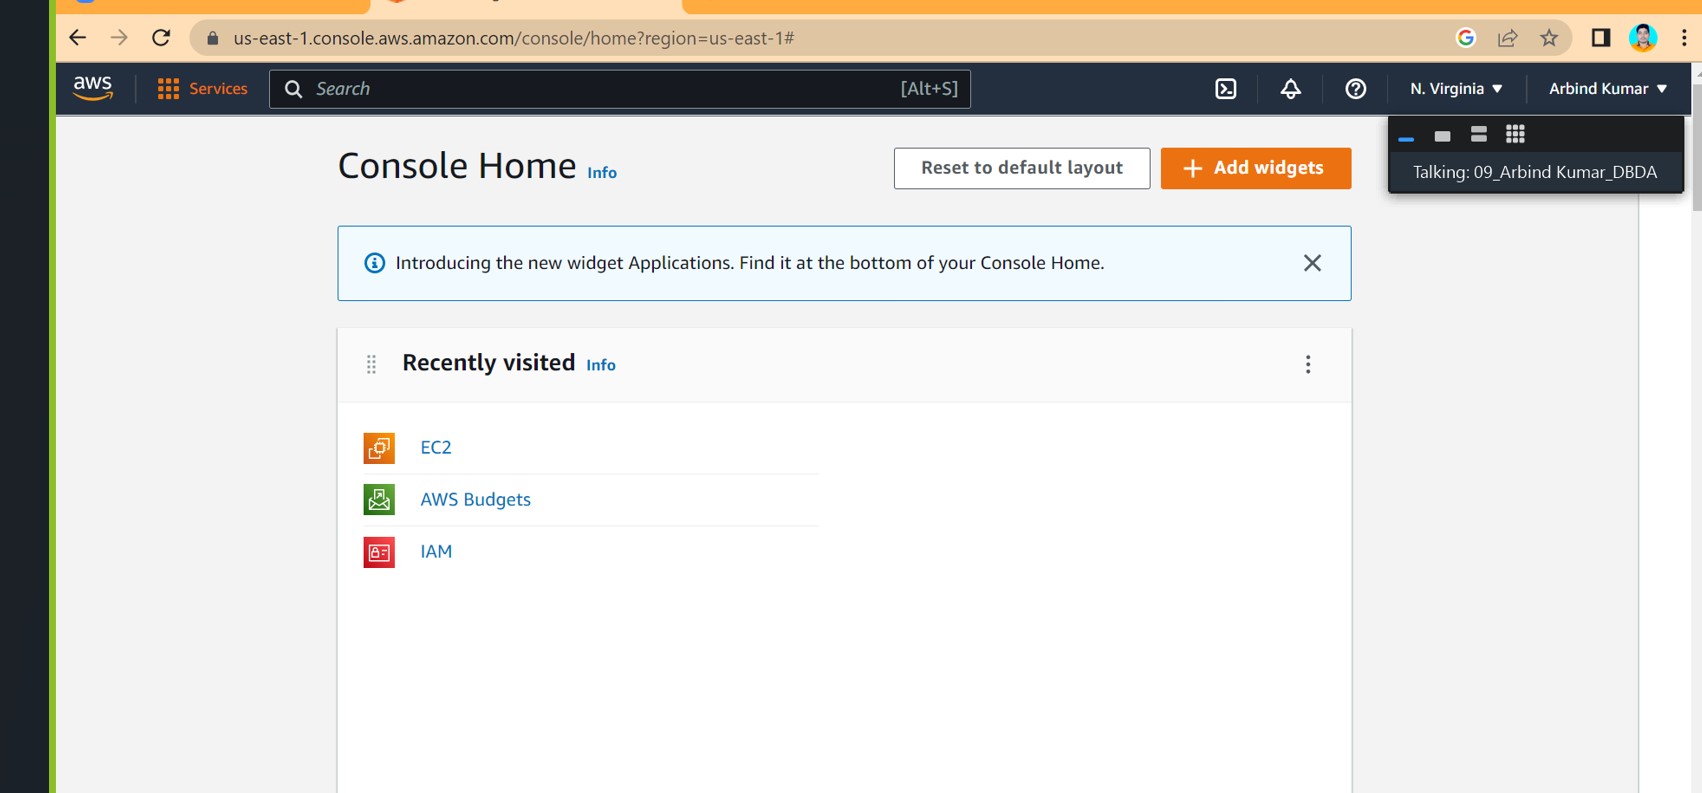 us-east-1.console.aws.amazon.com/console/home?region=us-east-1#
aws
Services
Search
[Alt+S]
N. Virginia
Arbind Kumar
Talking: 09_Arbind Kumar_DBDA
Console Home Info
Reset to default layout
Add widgets
Introducing the new widget Applications. Find it at the bottom of your Console Home.
Recently visited Info
EC2
AWS Budgets
IAM